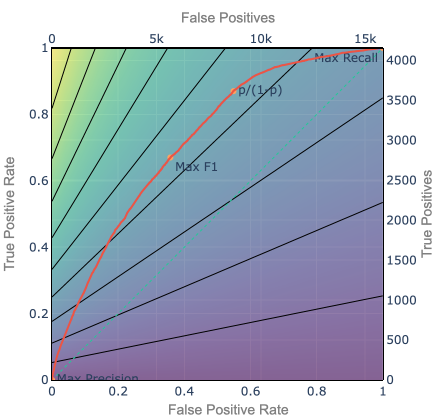 False Positives
0 5k 10k 15k
1 Max Recall 4000
0.8 p/(1-p) 3500
3000
0.6 Max F1 2500
2000
0.4 1500
0.2 1000
500
0 Max Precision 0
0 0.2 0.4 0.6 0.8 1
False Positive Rate
True Positive Rate
True Positives